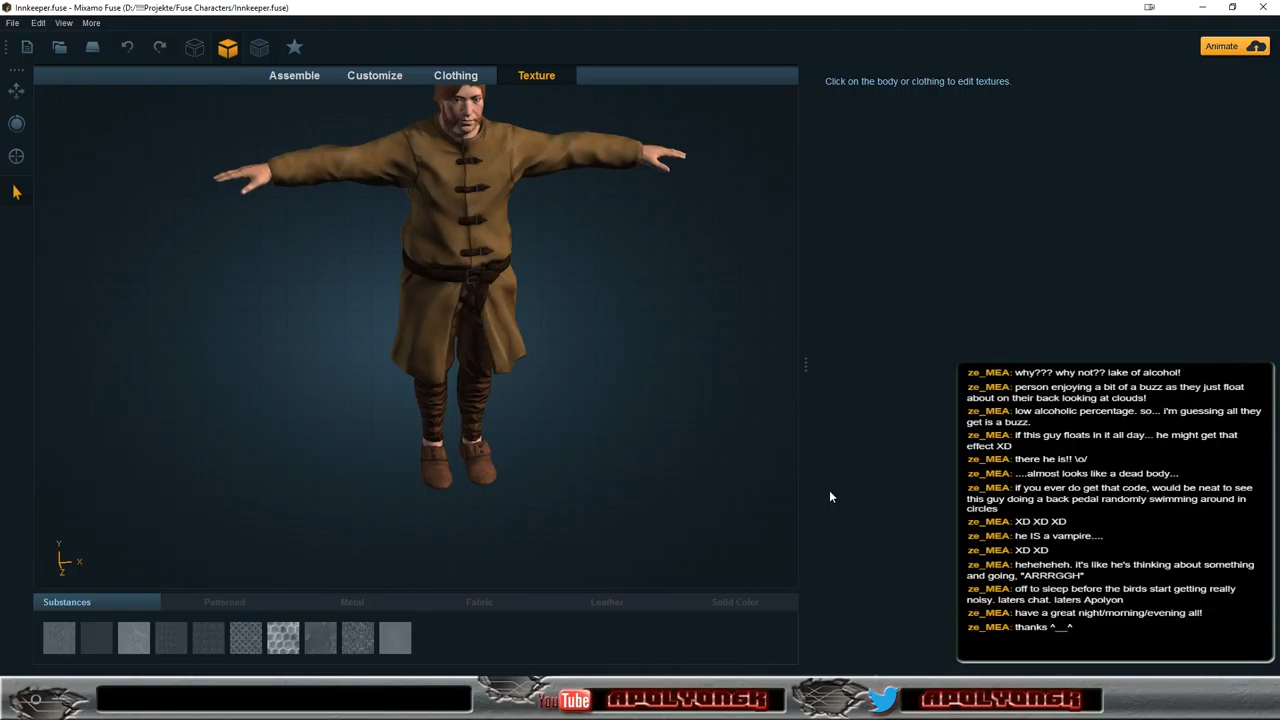 Innkeeper.fuse - Mixamo Fuse (D:/Projekte/Fuse Characters/Innkeeper.fuse)
File Edit View More
Animate
Assemble Customize Clothing Texture
Click on the body or clothing to edit textures.
ze_MEA: why??? why not?? lake of alcohol!
ze_MEA: person enjoying a bit of a buzz as they just float
about on their back looking at clouds!
ze_MEA: low alcoholic percentage. so... i'm guessing all they
get is a buzz.
ze_MEA: if this guy floats in it all day... he might get that
effect XD
ze_MEA: there he is!! \o/
ze_MEA: ....almost looks like a dead body...
ze_MEA: if you ever do get that code, would be neat to see
this guy doing a back pedal randomly swimming around in
circles
ze_MEA: XD XD XD
ze_MEA: he IS a vampire....
ze_MEA: XD XD
ze_MEA: heheheheh. it's like he's thinking about something
and going, "ARRRGGH"
ze_MEA: off to sleep before the birds start getting really
noisy. laters chat. laters Apolyon
ze_MEA: have a great night/morning/evening all!
ze_MEA: thanks ^__^
Y
X
Z
Substances Patterned Metal Fabric Leather Solid Color
YouTube APOLYON6K APOLYON6K